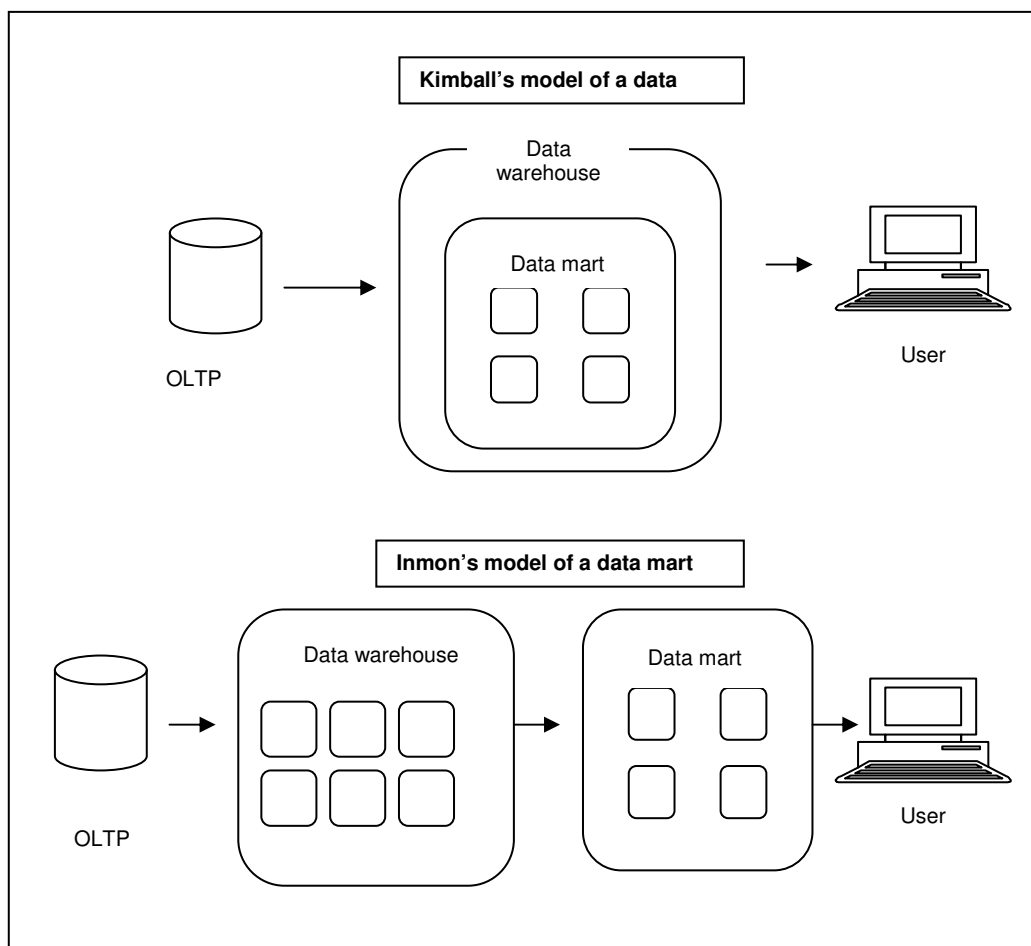 Kimball’s model of a data
Data
warehouse
Data mart
OLTP
User
Inmon’s model of a data mart
Data warehouse
Data mart
OLTP
User